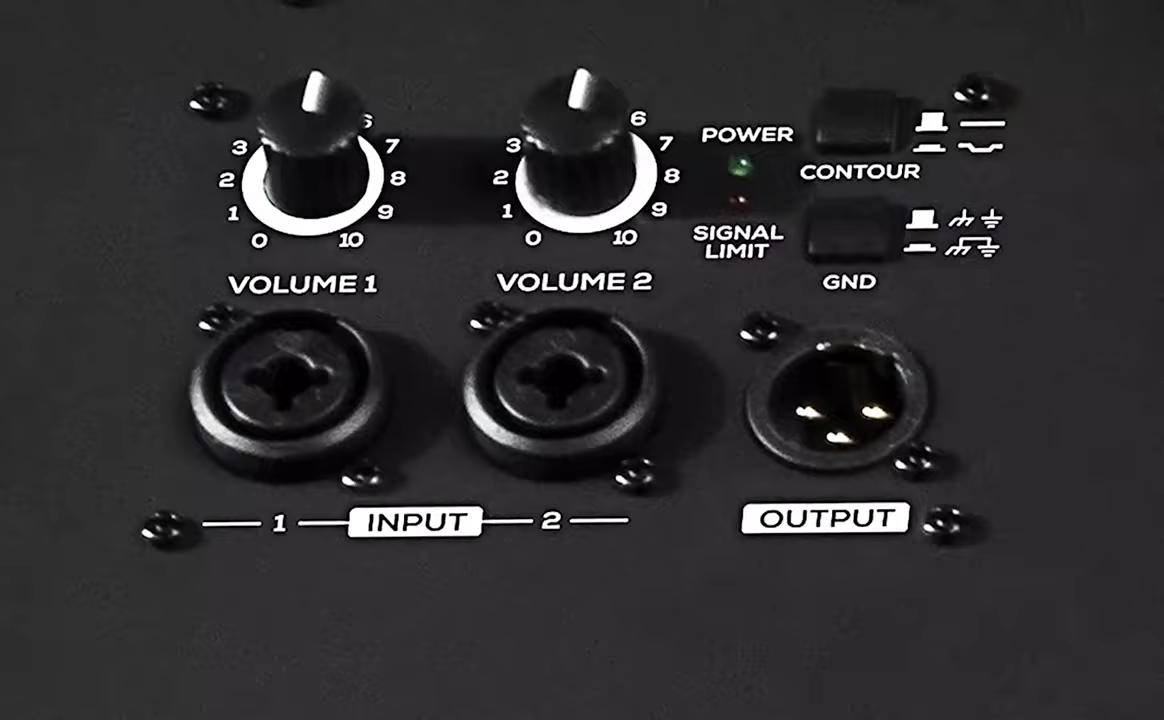 3 6 7
2 8
1 9
0 10
VOLUME 1
3 6 7
2 8
1 9
0 10
VOLUME 2
POWER
SIGNAL
LIMIT
CONTOUR
GND
1 INPUT 2
OUTPUT